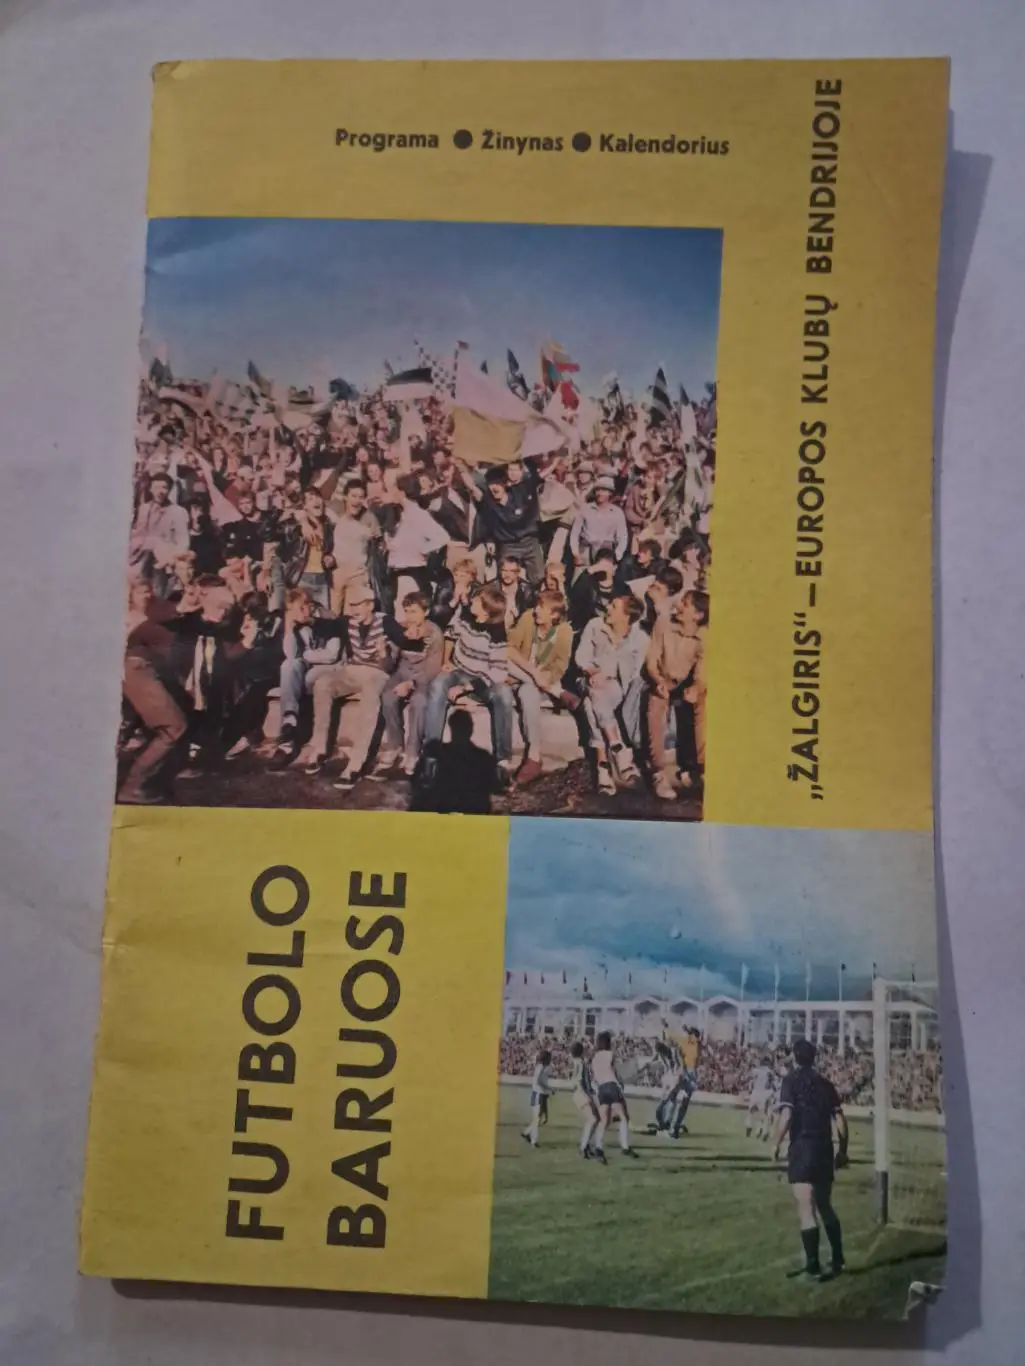 Programa ● Žinynas ● Kalendorius
„ŽALGIRIS“—EUROPOS KLUBŲ BENDRIJOJE
FUTBOLO
BARUOSE